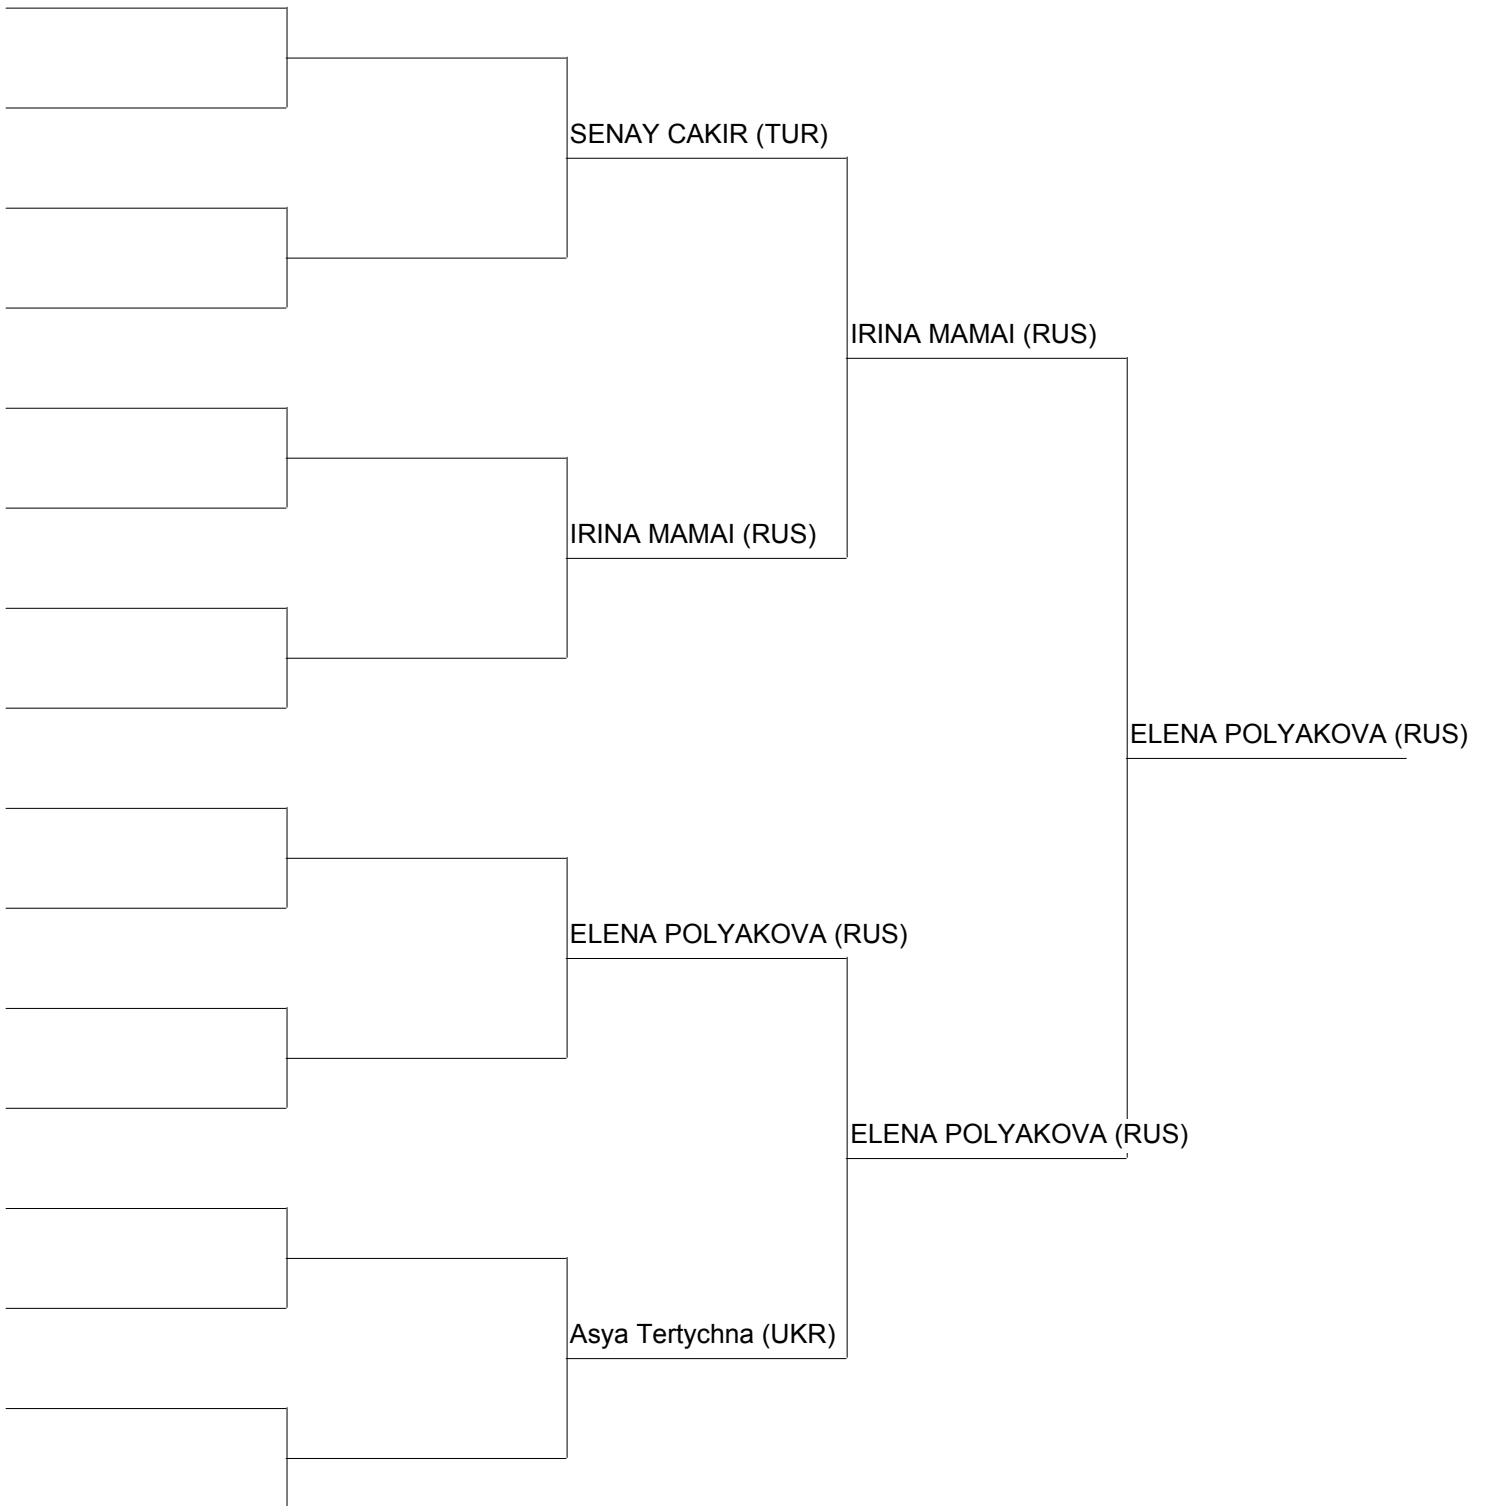 SENAY CAKIR (TUR)
IRINA MAMAI (RUS)
IRINA MAMAI (RUS)
ELENA POLYAKOVA (RUS)
ELENA POLYAKOVA (RUS)
ELENA POLYAKOVA (RUS)
Asya Tertychna (UKR)